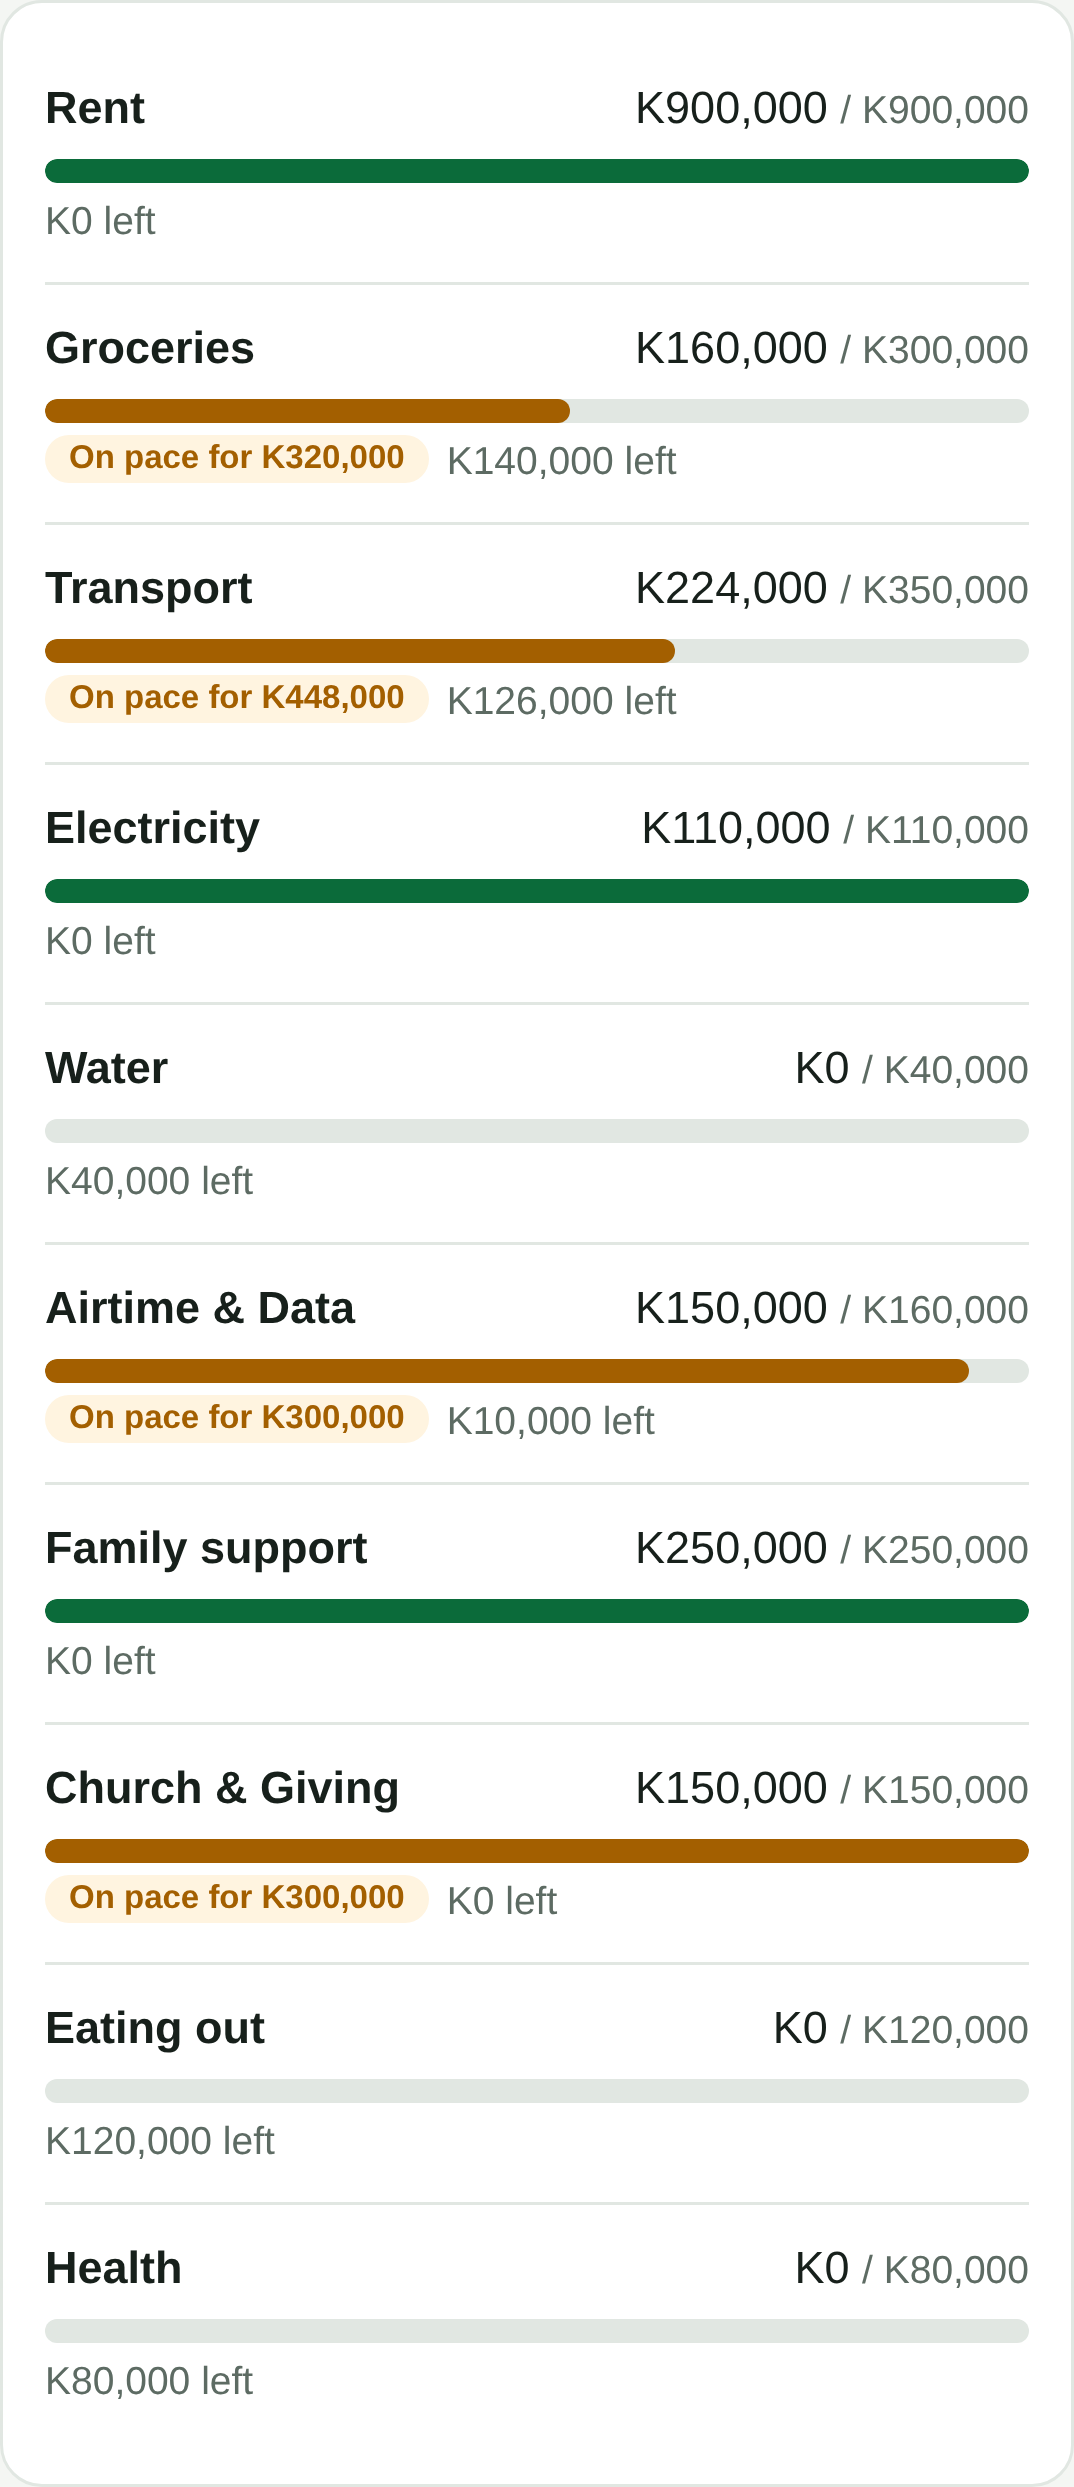 Rent K900,000 / K900,000
K0 left
Groceries K160,000 / K300,000
On pace for K320,000 K140,000 left
Transport K224,000 / K350,000
On pace for K448,000 K126,000 left
Electricity K110,000 / K110,000
K0 left
Water K0 / K40,000
K40,000 left
Airtime & Data K150,000 / K160,000
On pace for K300,000 K10,000 left
Family support K250,000 / K250,000
K0 left
Church & Giving K150,000 / K150,000
On pace for K300,000 K0 left
Eating out K0 / K120,000
K120,000 left
Health K0 / K80,000
K80,000 left